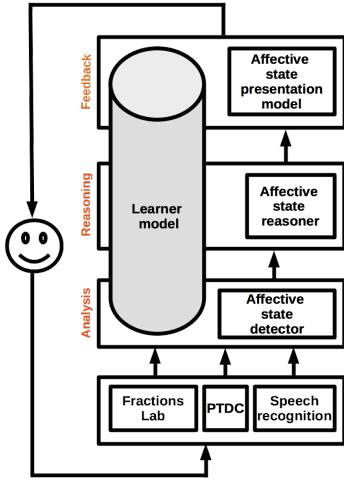 Feedback
Affective
state
presentation
model
Reasoning
Learner
model
Affective
state
reasoner
Analysis
Affective
state
detector
Fractions
Lab
PTDC
Speech
recognition